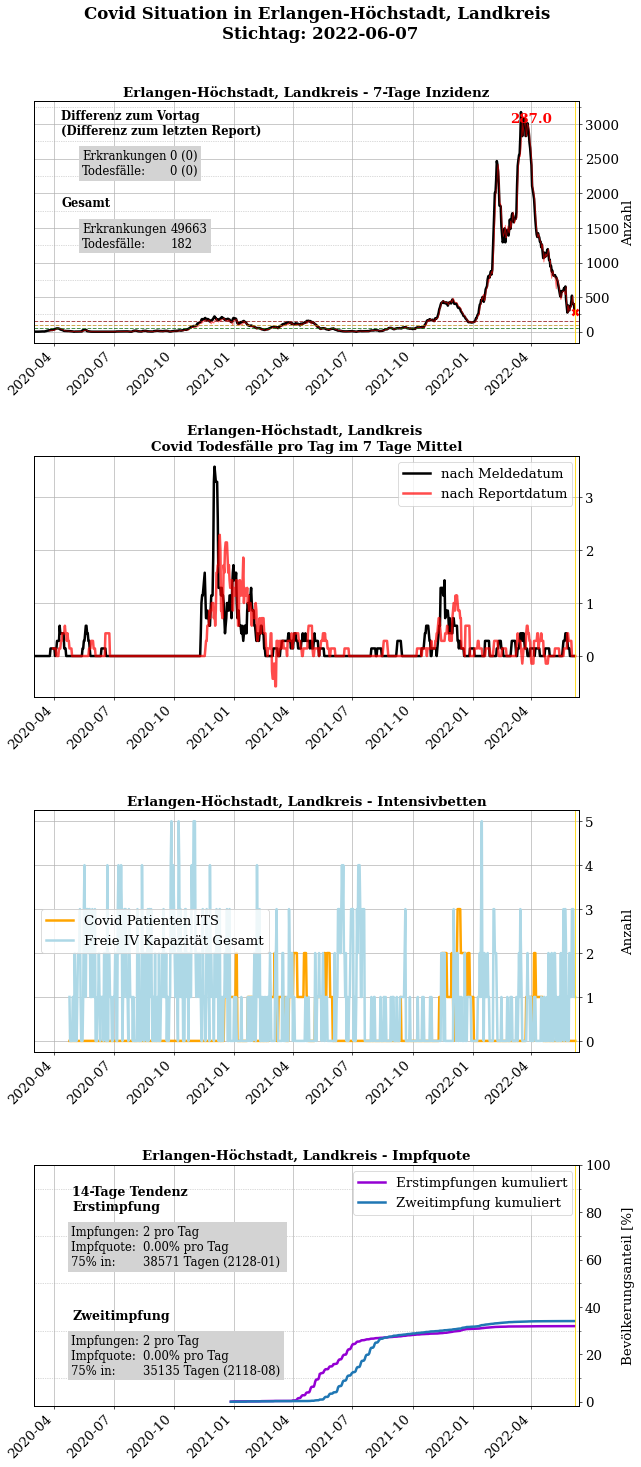 Covid Situation in Erlangen-Höchstadt, Landkreis
Stichtag: 2022-06-07
Erlangen-Höchstadt, Landkreis - 7-Tage Inzidenz
Differenz zum Vortag
(Differenz zum letzten Report)
Erkrankungen 0 (0)
Todesfälle: 0 (0)
Gesamt
Erkrankungen 49663
Todesfälle: 182
287.0
3000
2500
2000
1500
1000
500
0
Anzahl
2020-04
2020-07
2020-10
2021-01
2021-04
2021-07
2021-10
2022-01
2022-04
Erlangen-Höchstadt, Landkreis
Covid Todesfälle pro Tag im 7 Tage Mittel
nach Meldedatum
nach Reportdatum
3
2
1
0
2020-04
2020-07
2020-10
2021-01
2021-04
2021-07
2021-10
2022-01
2022-04
Erlangen-Höchstadt, Landkreis - Intensivbetten
Covid Patienten ITS
Freie IV Kapazität Gesamt
5
4
3
2
1
0
Anzahl
2020-04
2020-07
2020-10
2021-01
2021-04
2021-07
2021-10
2022-01
2022-04
Erlangen-Höchstadt, Landkreis - Impfquote
14-Tage Tendenz
Erstimpfung
Impfungen: 2 pro Tag
Impfquote: 0.00% pro Tag
75% in: 38571 Tagen (2128-01)
Zweitimpfung
Impfungen: 2 pro Tag
Impfquote: 0.00% pro Tag
75% in: 35135 Tagen (2118-08)
Erstimpfungen kumuliert
Zweitimpfung kumuliert
100
80
60
40
20
0
Bevölkerungsanteil [%]
2020-04
2020-07
2020-10
2021-01
2021-04
2021-07
2021-10
2022-01
2022-04